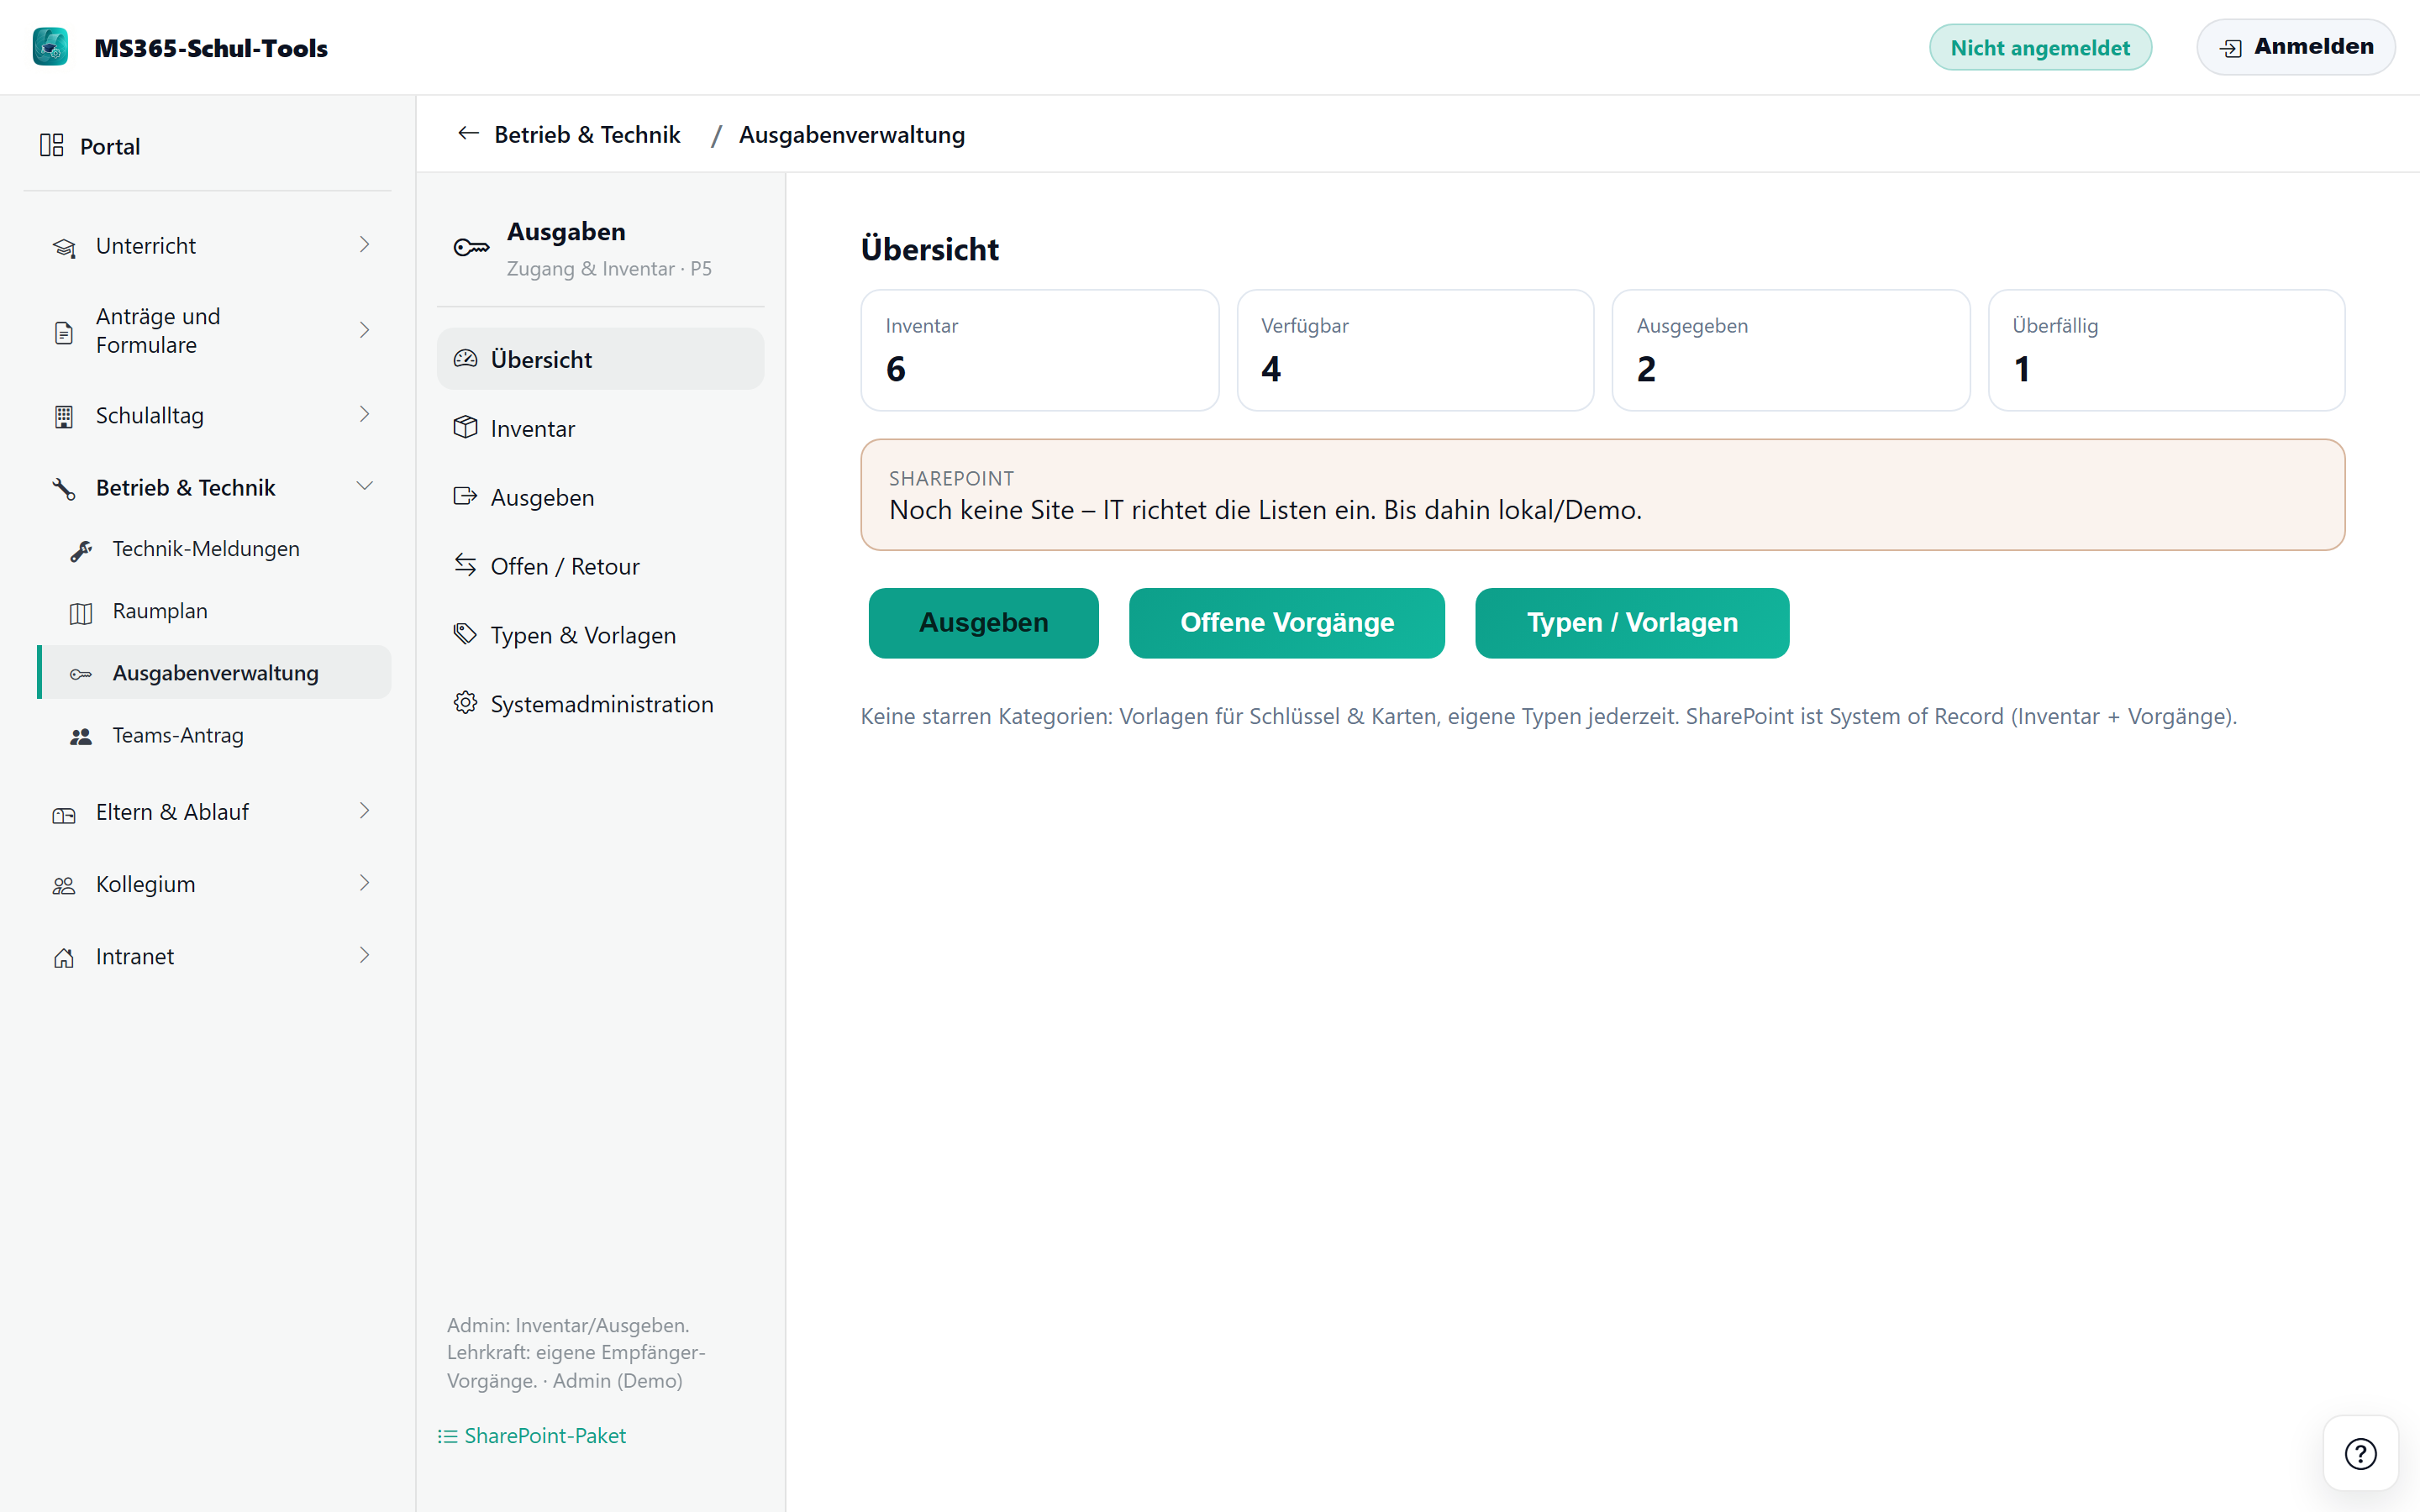 MS365-Schul-Tools
Nicht angemeldet
Anmelden
Portal
Unterricht
Anträge und
Formulare
Schulalltag
Betrieb & Technik
Technik-Meldungen
Raumplan
Ausgabenverwaltung
Teams-Antrag
Eltern & Ablauf
Kollegium
Intranet
Betrieb & Technik / Ausgabenverwaltung
Ausgaben
Zugang & Inventar · P5
Übersicht
Inventar
Ausgeben
Offen / Retour
Typen & Vorlagen
Systemadministration
Admin: Inventar/Ausgeben.
Lehrkraft: eigene Empfänger-
Vorgänge. · Admin (Demo)
SharePoint-Paket
Übersicht
Inventar
6
Verfügbar
4
Ausgegeben
2
Überfällig
1
SHAREPOINT
Noch keine Site – IT richtet die Listen ein. Bis dahin lokal/Demo.
Ausgeben
Offene Vorgänge
Typen / Vorlagen
Keine starren Kategorien: Vorlagen für Schlüssel & Karten, eigene Typen jederzeit. SharePoint ist System of Record (Inventar + Vorgänge).
?